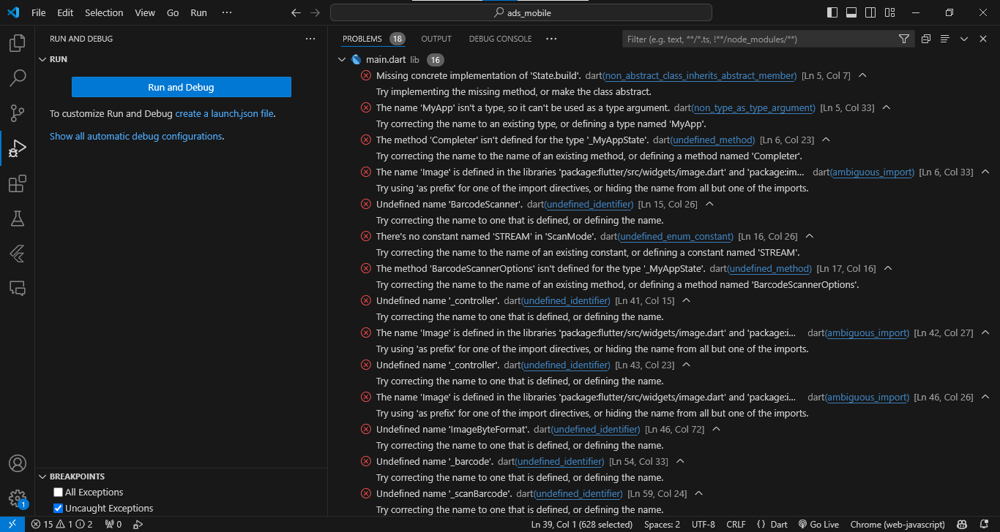 File Edit Selection View Go Run ··· ads_mobile
RUN AND DEBUG ···
RUN
Run and Debug
To customize Run and Debug create a launch.json file.
Show all automatic debug configurations.
PROBLEMS 18 OUTPUT DEBUG CONSOLE ··· Filter (e.g. text, **/*.ts, !**/node_modules/**)
main.dart lib 16
Missing concrete implementation of 'State.build'. dart(non_abstract_class_inherits_abstract_member) [Ln 5, Col 7]
Try implementing the missing method, or make the class abstract.
The name 'MyApp' isn't a type, so it can't be used as a type argument. dart(non_type_as_type_argument) [Ln 5, Col 33]
Try correcting the name to an existing type, or defining a type named 'MyApp'.
The method 'Completer' isn't defined for the type '_MyAppState'. dart(undefined_method) [Ln 6, Col 23]
Try correcting the name to the name of an existing method, or defining a method named 'Completer'.
The name 'Image' is defined in the libraries 'package:flutter/src/widgets/image.dart' and 'package:im... dart(ambiguous_import) [Ln 6, Col 33]
Try using 'as prefix' for one of the import directives, or hiding the name from all but one of the imports.
Undefined name 'BarcodeScanner'. dart(undefined_identifier) [Ln 15, Col 26]
Try correcting the name to one that is defined, or defining the name.
There's no constant named 'STREAM' in 'ScanMode'. dart(undefined_enum_constant) [Ln 16, Col 26]
Try correcting the name to the name of an existing constant, or defining a constant named 'STREAM'.
The method 'BarcodeScannerOptions' isn't defined for the type '_MyAppState'. dart(undefined_method) [Ln 17, Col 16]
Try correcting the name to the name of an existing method, or defining a method named 'BarcodeScannerOptions'.
Undefined name '_controller'. dart(undefined_identifier) [Ln 41, Col 15]
Try correcting the name to one that is defined, or defining the name.
The name 'Image' is defined in the libraries 'package:flutter/src/widgets/image.dart' and 'package:i... dart(ambiguous_import) [Ln 42, Col 27]
Try using 'as prefix' for one of the import directives, or hiding the name from all but one of the imports.
Undefined name '_controller'. dart(undefined_identifier) [Ln 43, Col 23]
Try correcting the name to one that is defined, or defining the name.
The name 'Image' is defined in the libraries 'package:flutter/src/widgets/image.dart' and 'package:i... dart(ambiguous_import) [Ln 46, Col 26]
Try using 'as prefix' for one of the import directives, or hiding the name from all but one of the imports.
Undefined name 'ImageByteFormat'. dart(undefined_identifier) [Ln 46, Col 72]
Try correcting the name to one that is defined, or defining the name.
Undefined name '_barcode'. dart(undefined_identifier) [Ln 54, Col 33]
Try correcting the name to one that is defined, or defining the name.
Undefined name '_scanBarcode'. dart(undefined_identifier) [Ln 59, Col 24]
Try correcting the name to one that is defined, or defining the name.
BREAKPOINTS
All Exceptions
Uncaught Exceptions
1
15 1 2 0 Ln 39, Col 1 (628 selected) Spaces: 2 UTF-8 CRLF { } Dart Go Live Chrome (web-javascript)